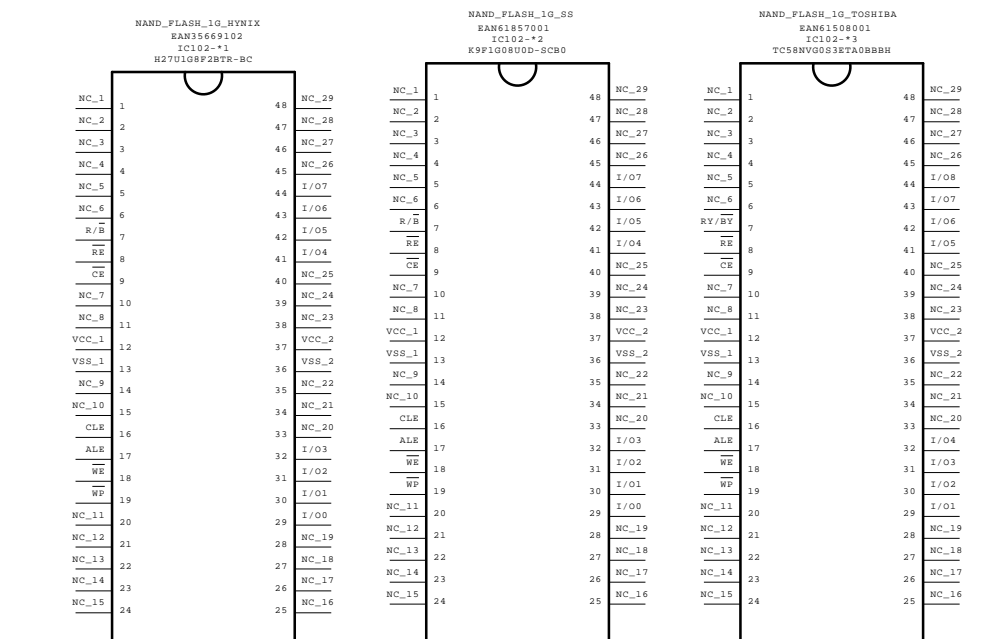 NAND_FLASH_1G_HYNIX
EAN35669102
IC102-*1
H27U1G8F2BTR-BC
NC_1 1 48 NC_29
NC_2 2 47 NC_28
NC_3 3 46 NC_27
NC_4 4 45 NC_26
NC_5 5 44 I/O7
NC_6 6 43 I/O6
R/B 7 42 I/O5
RE 8 41 I/O4
CE 9 40 NC_25
NC_7 10 39 NC_24
NC_8 11 38 NC_23
VCC_1 12 37 VCC_2
VSS_1 13 36 VSS_2
NC_9 14 35 NC_22
NC_10 15 34 NC_21
CLE 16 33 NC_20
ALE 17 32 I/O3
WE 18 31 I/O2
WP 19 30 I/O1
NC_11 20 29 I/O0
NC_12 21 28 NC_19
NC_13 22 27 NC_18
NC_14 23 26 NC_17
NC_15 24 25 NC_16
NAND_FLASH_1G_SS
EAN61857001
IC102-*2
K9F1G08U0D-SCB0
NC_1 1 48 NC_29
NC_2 2 47 NC_28
NC_3 3 46 NC_27
NC_4 4 45 NC_26
NC_5 5 44 I/O7
NC_6 6 43 I/O6
R/B 7 42 I/O5
RE 8 41 I/O4
CE 9 40 NC_25
NC_7 10 39 NC_24
NC_8 11 38 NC_23
VCC_1 12 37 VCC_2
VSS_1 13 36 VSS_2
NC_9 14 35 NC_22
NC_10 15 34 NC_21
CLE 16 33 NC_20
ALE 17 32 I/O3
WE 18 31 I/O2
WP 19 30 I/O1
NC_11 20 29 I/O0
NC_12 21 28 NC_19
NC_13 22 27 NC_18
NC_14 23 26 NC_17
NC_15 24 25 NC_16
NAND_FLASH_1G_TOSHIBA
EAN61508001
IC102-*3
TC58NVG0S3ETA0BBBH
NC_1 1 48 NC_29
NC_2 2 47 NC_28
NC_3 3 46 NC_27
NC_4 4 45 NC_26
NC_5 5 44 I/O8
NC_6 6 43 I/O7
RY/BY 7 42 I/O6
RE 8 41 I/O5
CE 9 40 NC_25
NC_7 10 39 NC_24
NC_8 11 38 NC_23
VCC_1 12 37 VCC_2
VSS_1 13 36 VSS_2
NC_9 14 35 NC_22
NC_10 15 34 NC_21
CLE 16 33 NC_20
ALE 17 32 I/O4
WE 18 31 I/O3
WP 19 30 I/O2
NC_11 20 29 I/O1
NC_12 21 28 NC_19
NC_13 22 27 NC_18
NC_14 23 26 NC_17
NC_15 24 25 NC_16